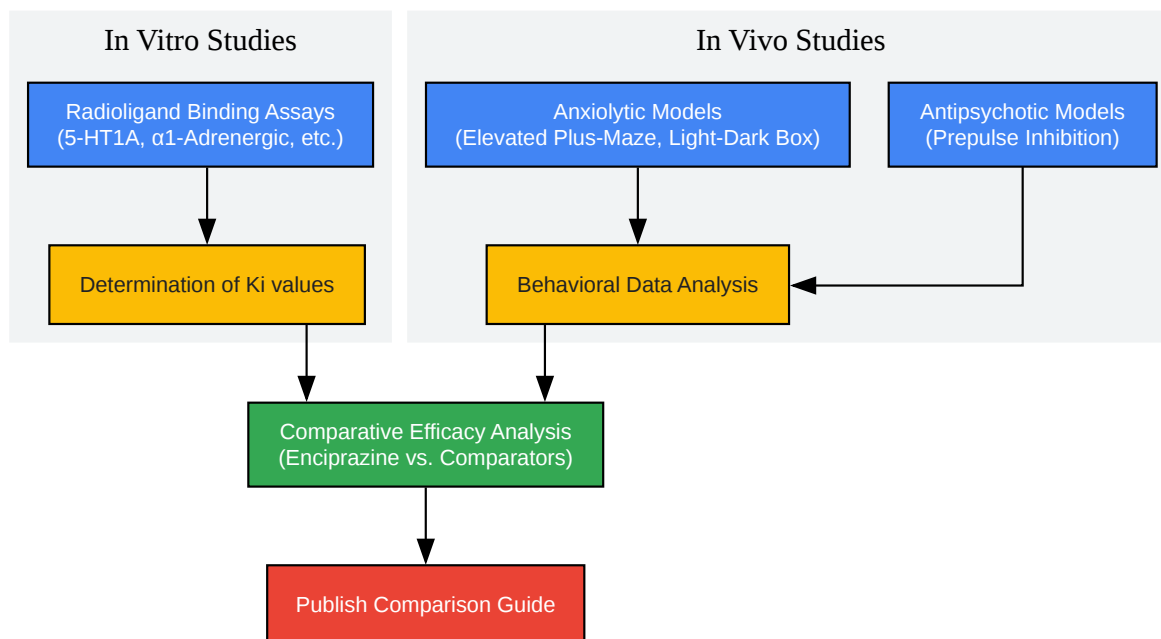 In Vitro Studies
In Vivo Studies
Radioligand Binding Assays
(5-HT1A, α1-Adrenergic, etc.)
Anxiolytic Models
(Elevated Plus-Maze, Light-Dark Box)
Antipsychotic Models
(Prepulse Inhibition)
Determination of Ki values
Behavioral Data Analysis
Comparative Efficacy Analysis
(Enciprazine vs. Comparators)
Publish Comparison Guide